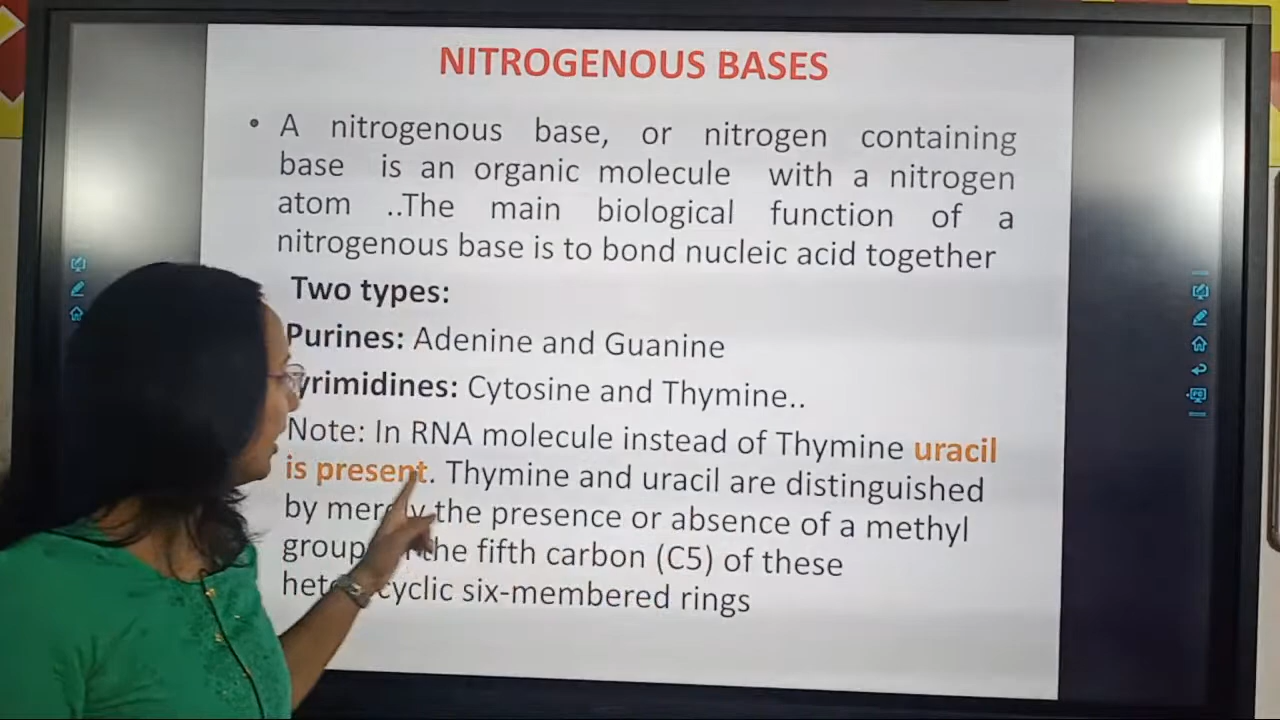 NITROGENOUS BASES
• A nitrogenous base, or nitrogen containing
base is an organic molecule with a nitrogen
atom ..The main biological function of a
nitrogenous base is to bond nucleic acid together
Two types:
Purines: Adenine and Guanine
yrimidines: Cytosine and Thymine..
Note: In RNA molecule instead of Thymine uracil
is present. Thymine and uracil are distinguished
by the presence or absence of a methyl
group the fifth carbon (C5) of these
six-membered rings